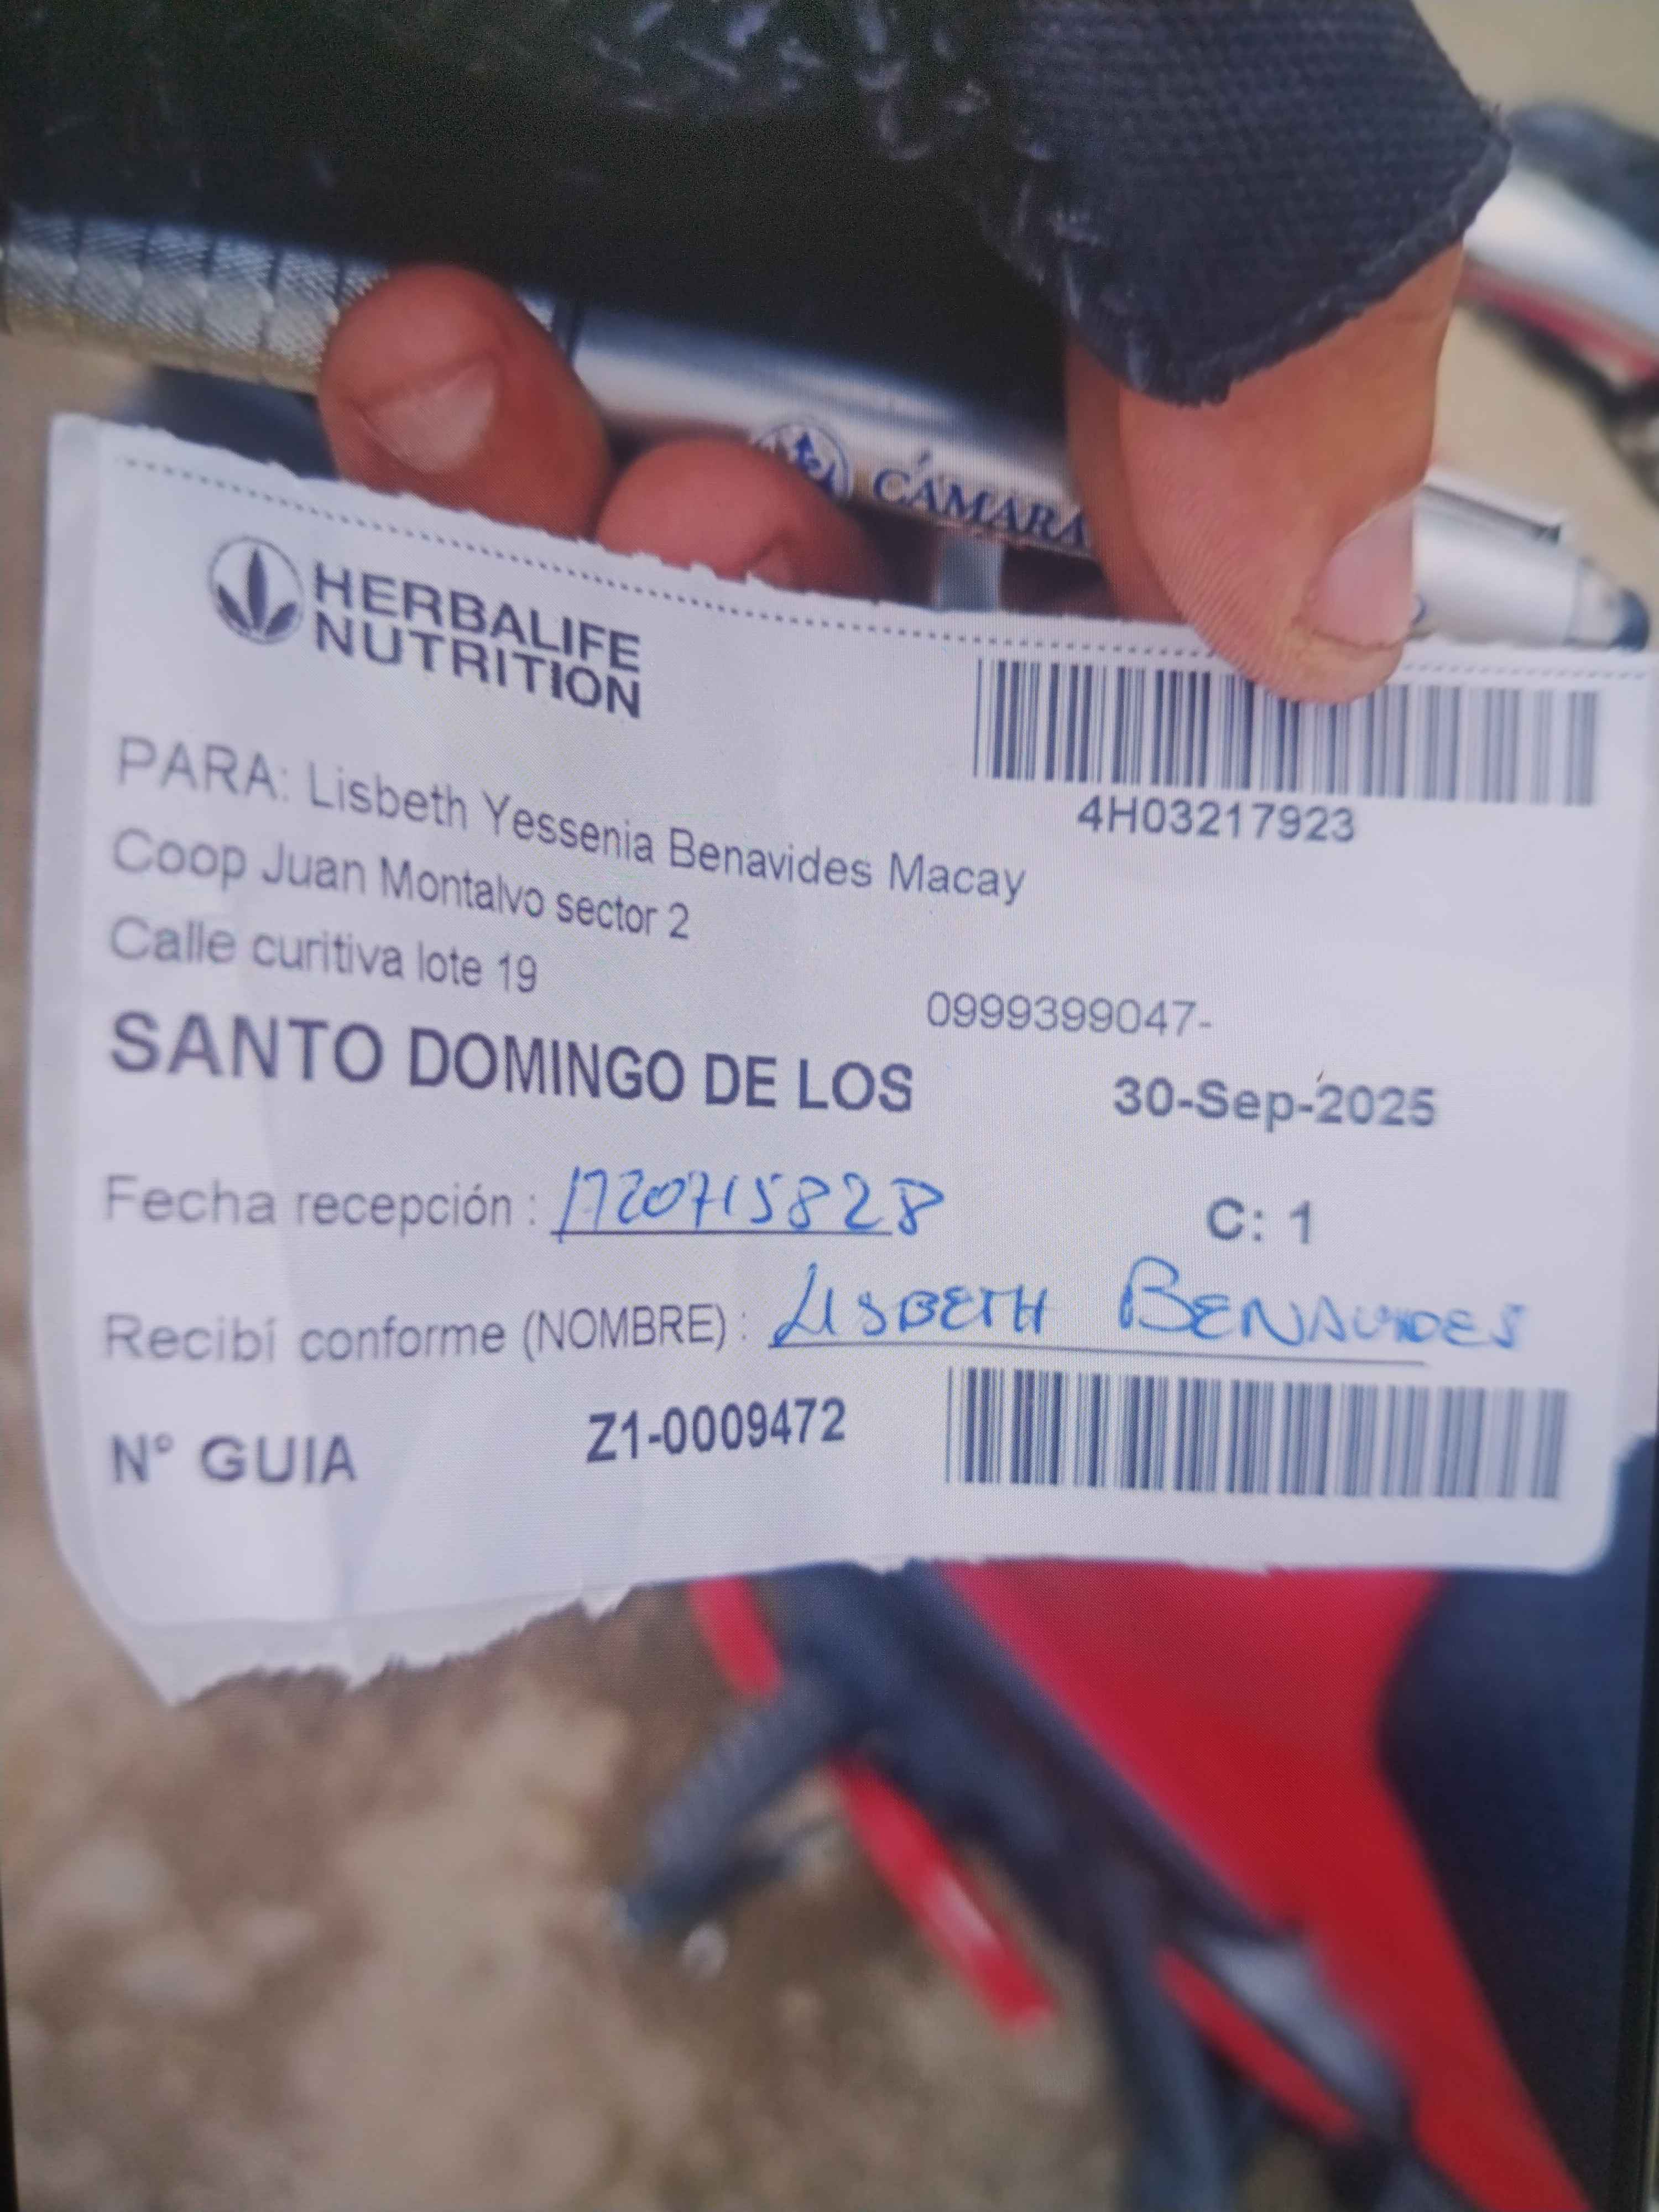 CÁMARA
HERBALIFE
NUTRITION
4H03217923
PARA: Lisbeth Yessenia Benavides Macay
Coop Juan Montalvo sector 2
Calle curitiva lote 19
0999399047-
SANTO DOMINGO DE LOS
30-Sep-2025
Fecha recepción : 1720715828
C: 1
Recibí conforme (NOMBRE) : LISBETH BENAVIDES
N° GUIA Z1-0009472